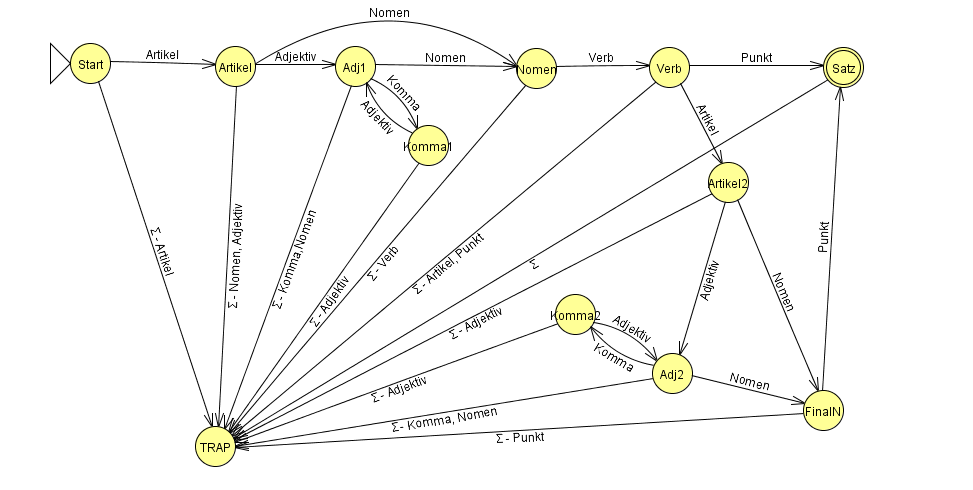 Nomen
Artikel
Adjektiv
Nomen
Verb
Punkt
Start
Artikel
Adj1
Nomen
Verb
Satz
Komma
Adjektiv
Artikel
Komma1
Artikel2
Σ - Artikel
Σ - Nomen, Adjektiv
Σ - Komma,Nomen
Σ - Adjektiv
Σ - Verb
Σ - Artikel, Punkt
Σ
Adjektiv
Nomen
Punkt
Σ - Adjektiv
Komma2
Adjektiv
Komma
Adj2
Nomen
Σ - Adjektiv
FinalN
Σ- Komma, Nomen
Σ - Punkt
TRAP